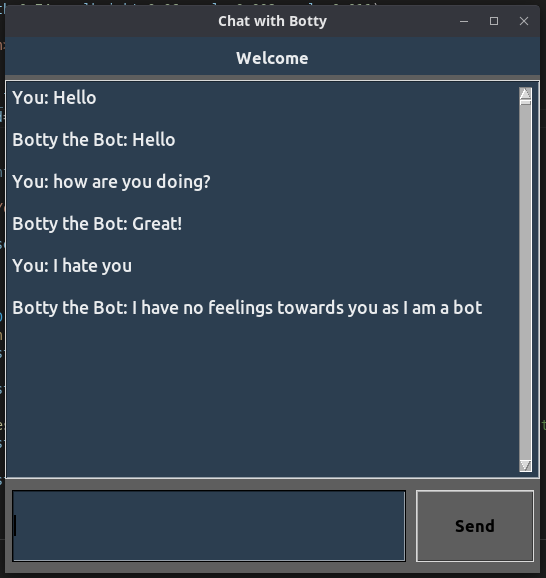 Chat with Botty
Welcome
You: Hello
Botty the Bot: Hello
You: how are you doing?
Botty the Bot: Great!
You: I hate you
Botty the Bot: I have no feelings towards you as I am a bot
Send